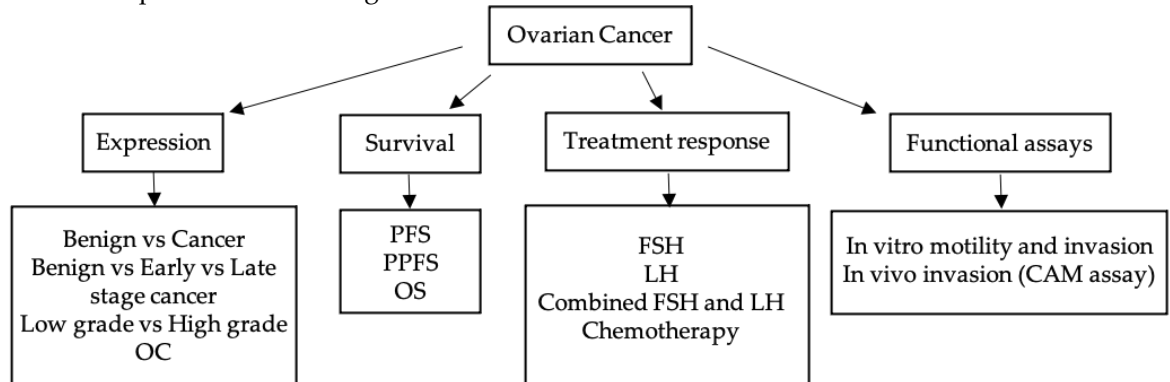 Ovarian Cancer
Expression
Survival
Treatment response
Functional assays
Benign vs Cancer
Benign vs Early vs Late
stage cancer
Low grade vs High grade
OC
PFS
PPFS
OS
FSH
LH
Combined FSH and LH
Chemotherapy
In vitro motility and invasion
In vivo invasion (CAM assay)